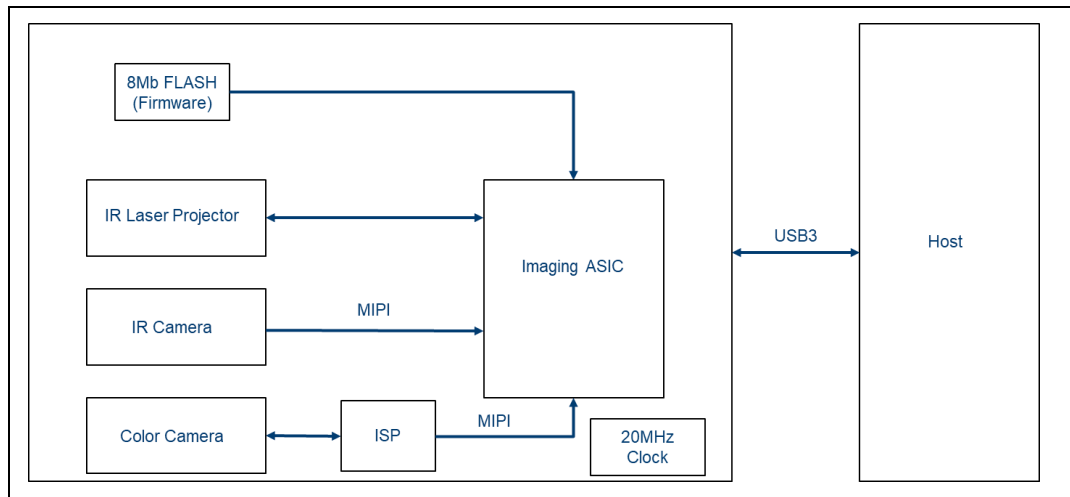 8Mb FLASH
(Firmware)
IR Laser Projector
Imaging ASIC
USB3
Host
MIPI
IR Camera
Color Camera
ISP
MIPI
20MHz
Clock